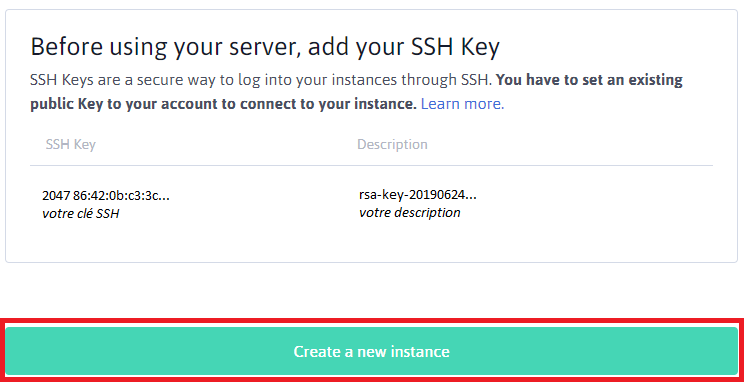 Before using your server, add your SSH Key
SSH Keys are a secure way to log into your instances through SSH. You have to set an existing
public Key to your account to connect to your instance. Learn more.
SSH Key Description
2047 86:42:0b:c3:3c... rsa-key-20190624...
votre clé SSH votre description
Create a new instance